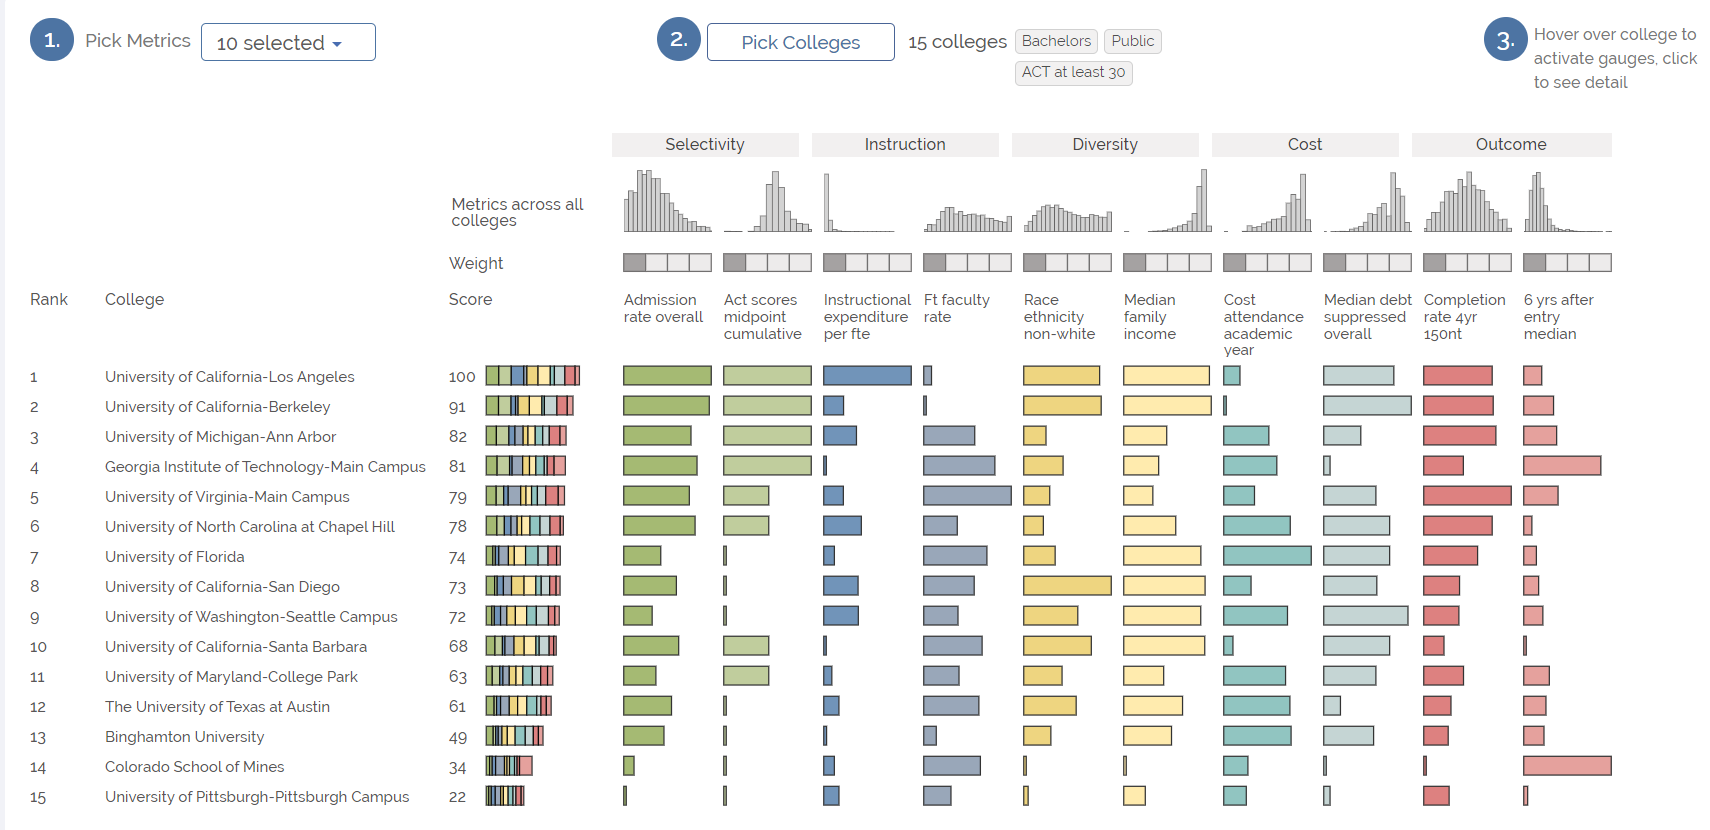 1. Pick Metrics 10 selected
2. Pick Colleges 15 colleges Bachelors Public
ACT at least 30
3. Hover over college to
activate gauges, click
to see detail
Selectivity Instruction Diversity Cost Outcome
Metrics across all
colleges
Weight
Rank College Score
Admission
rate overall
Act scores
midpoint
cumulative
Instructional
expenditure
per fte
Ft faculty
rate
Race
ethnicity
non-white
Median
family
income
Cost
attendance
academic
year
Median debt
suppressed
overall
Completion
rate 4yr
150nt
6 yrs after
entry
median
1 University of California-Los Angeles 100
2 University of California-Berkeley 91
3 University of Michigan-Ann Arbor 82
4 Georgia Institute of Technology-Main Campus 81
5 University of Virginia-Main Campus 79
6 University of North Carolina at Chapel Hill 78
7 University of Florida 74
8 University of California-San Diego 73
9 University of Washington-Seattle Campus 72
10 University of California-Santa Barbara 68
11 University of Maryland-College Park 63
12 The University of Texas at Austin 61
13 Binghamton University 49
14 Colorado School of Mines 34
15 University of Pittsburgh-Pittsburgh Campus 22